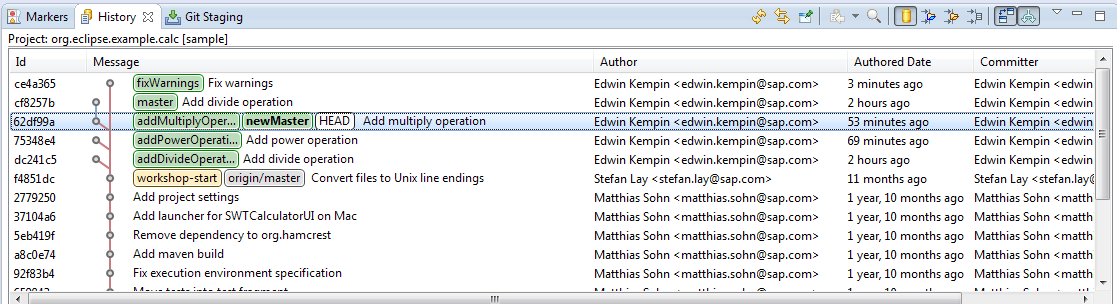 Markers History Git Staging
Project: org.eclipse.example.calc [sample]
Id Message Author Authored Date Committer
ce4a365 fixWarnings Fix warnings Edwin Kempin <edwin.kempin@sap.com> 3 minutes ago Edwin Kempin <edwin
cf8257b master Add divide operation Edwin Kempin <edwin.kempin@sap.com> 2 hours ago Edwin Kempin <edwin
62df99a addMultiplyOper... newMaster HEAD Add multiply operation Edwin Kempin <edwin.kempin@sap.com> 53 minutes ago Edwin Kempin <edwin
75348e4 addPowerOperati... Add power operation Edwin Kempin <edwin.kempin@sap.com> 69 minutes ago Edwin Kempin <edwin
dc241c5 addDivideOperat... Add divide operation Edwin Kempin <edwin.kempin@sap.com> 2 hours ago Edwin Kempin <edwin
f4851dc workshop-start origin/master Convert files to Unix line endings Stefan Lay <stefan.lay@sap.com> 11 months ago Stefan Lay <stefan.lay@
2779250 Add project settings Matthias Sohn <matthias.sohn@sap.com> 1 year, 10 months ago Matthias Sohn <matt
37104a6 Add launcher for SWTCalculatorUI on Mac Matthias Sohn <matthias.sohn@sap.com> 1 year, 10 months ago Matthias Sohn <matt
5eb419f Remove dependency to org.hamcrest Matthias Sohn <matthias.sohn@sap.com> 1 year, 10 months ago Matthias Sohn <matt
a8c0e74 Add maven build Matthias Sohn <matthias.sohn@sap.com> 1 year, 10 months ago Matthias Sohn <matt
92f83b4 Fix execution environment specification Matthias Sohn <matthias.sohn@sap.com> 1 year, 10 months ago Matthias Sohn <matt